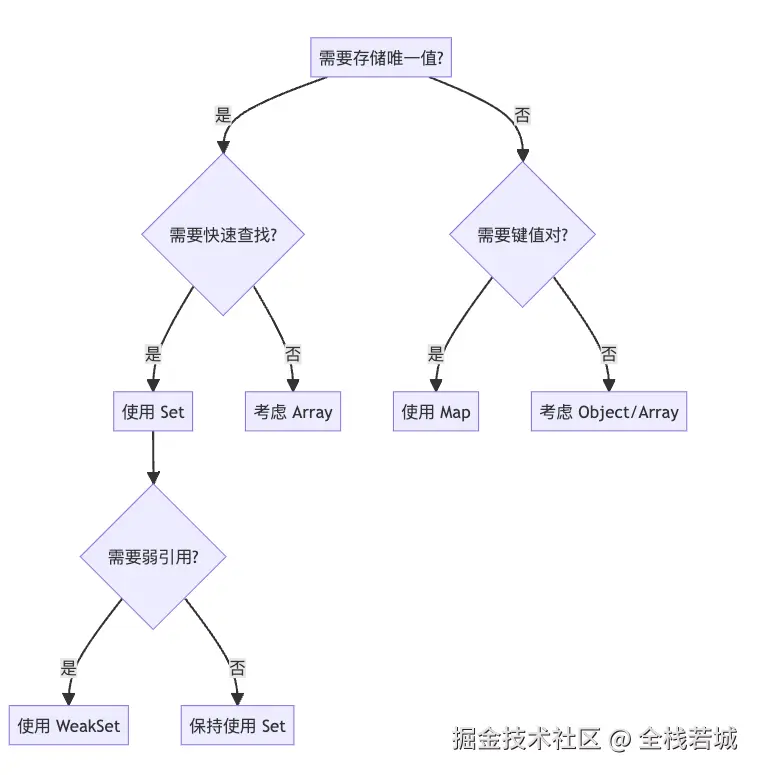 需要存储唯一值?
是
否
需要快速查找?
需要键值对?
是
否
是
否
使用 Set
考虑 Array
使用 Map
考虑 Object/Array
需要弱引用?
是
否
使用 WeakSet
保持使用 Set
掘金技术社区 @ 全栈若城